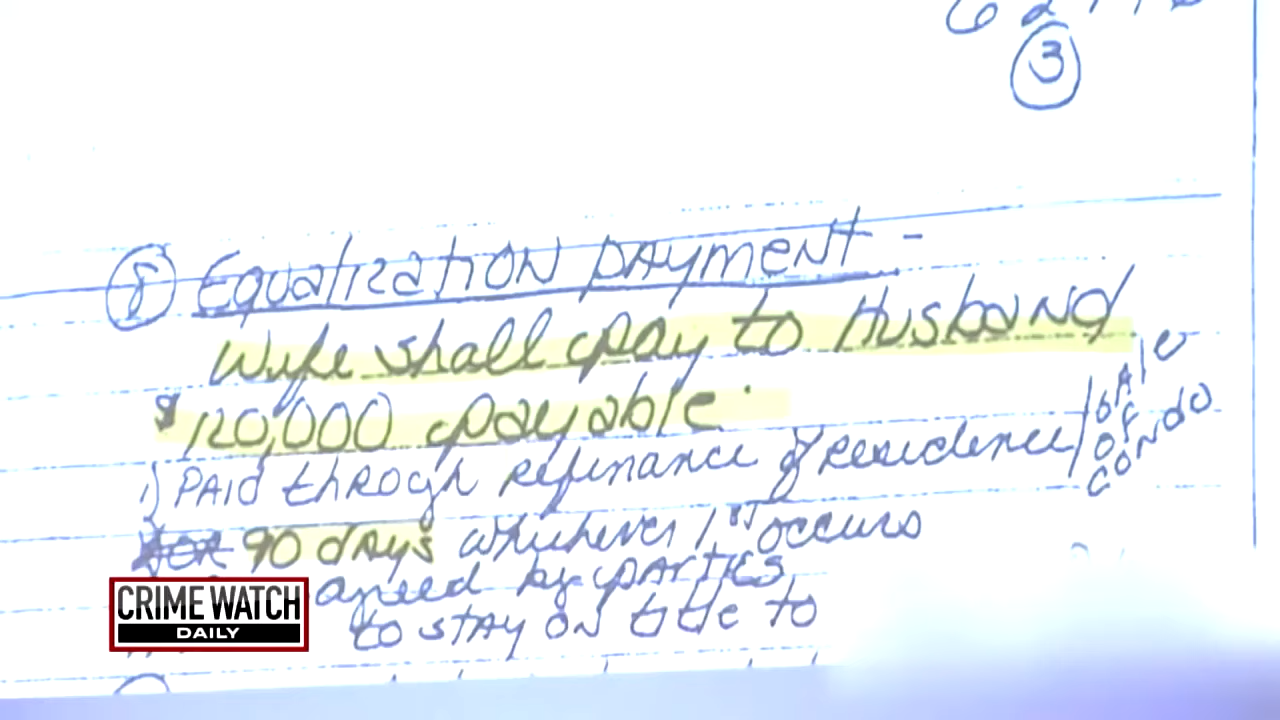 3
8 Equalization payment -
Wife shall pay to Husband
$120,000 payable
1) PAID through refinance of residence / SALE OF CONDO
90 days whichever 1st occurs
agreed by parties
to stay on title to
CRIME WATCH
DAILY